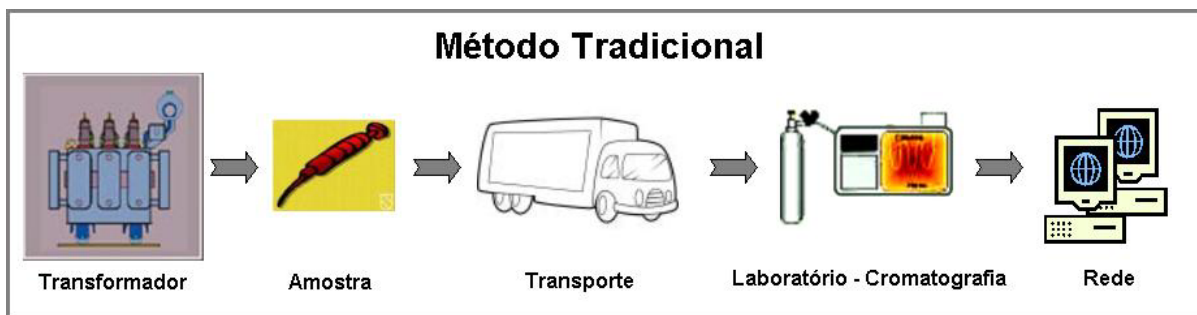 Método Tradicional
Transformador
Amostra
Transporte
Laboratório - Cromatografia
Rede